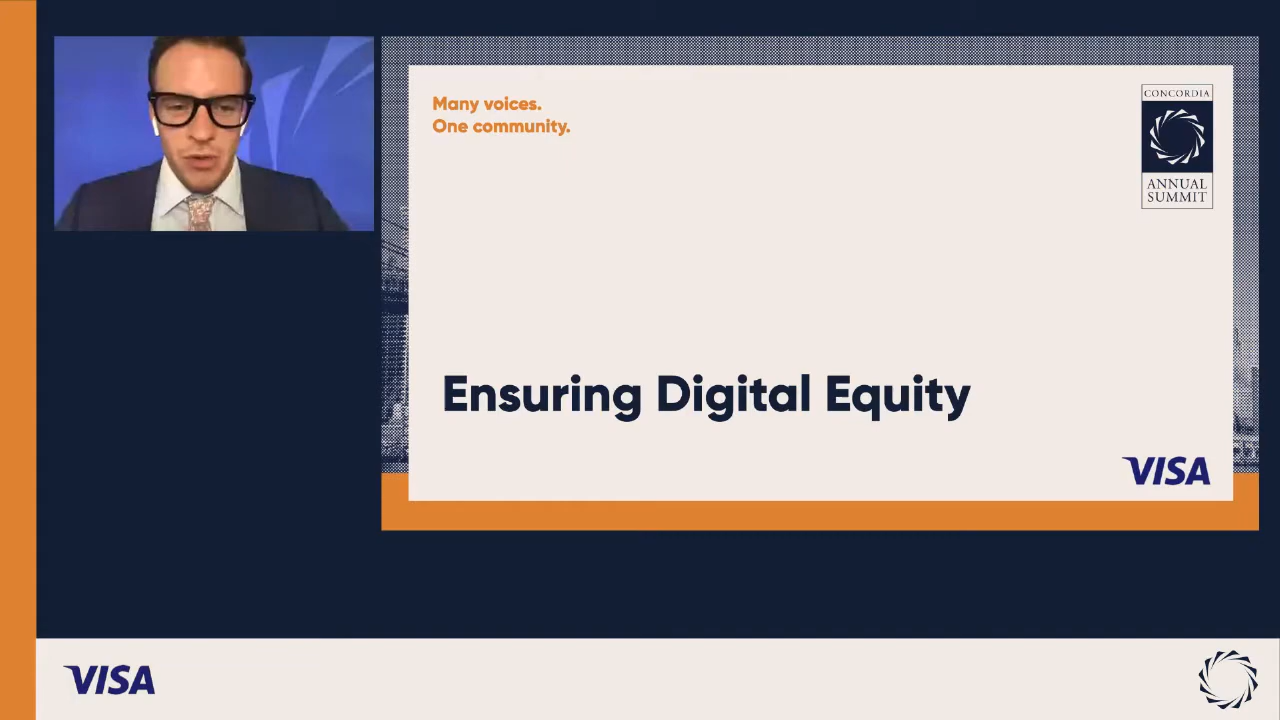 Many voices.
One community.
CONCORDIA
ANNUAL
SUMMIT
Ensuring Digital Equity
VISA
VISA